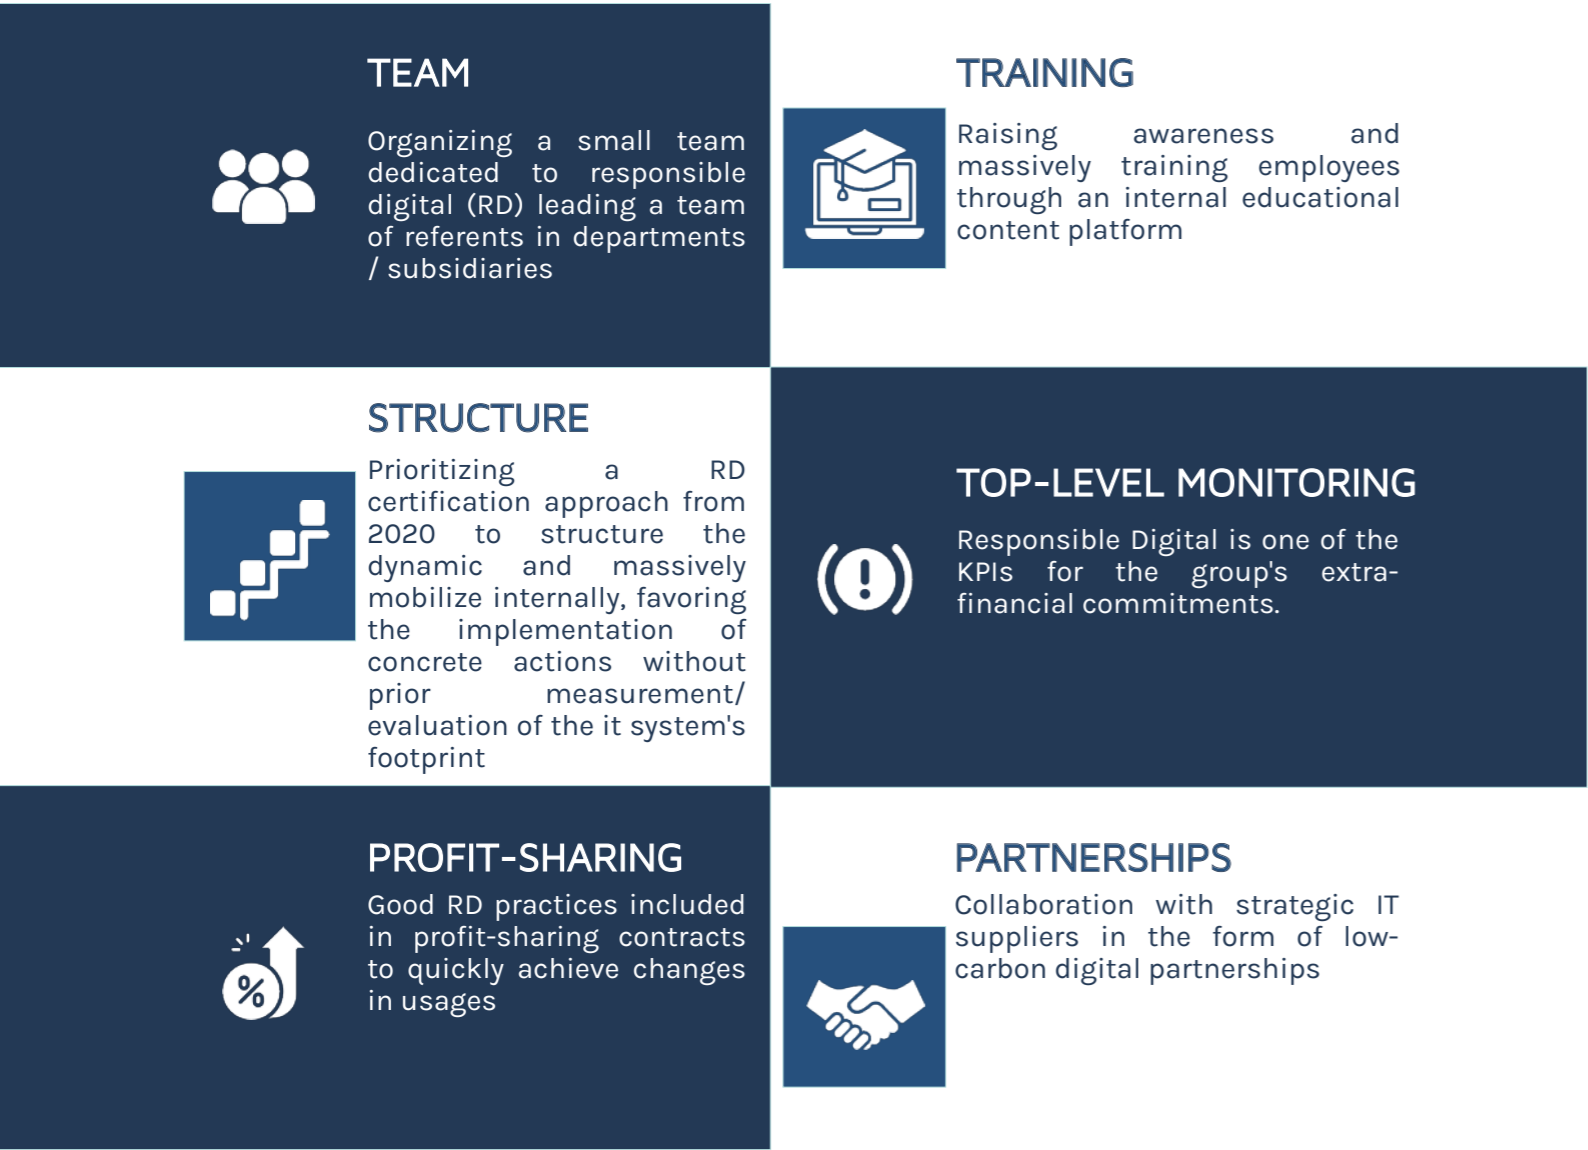 TEAM
Organizing a small team
dedicated to responsible
digital (RD) leading a team
of referents in departments
/ subsidiaries
TRAINING
Raising awareness and
massively training employees
through an internal educational
content platform
STRUCTURE
Prioritizing a RD
certification approach from
2020 to structure the
dynamic and massively
mobilize internally, favoring
the implementation of
concrete actions without
prior measurement/
evaluation of the it system's
footprint
TOP-LEVEL MONITORING
Responsible Digital is one of the
KPIs for the group's extra-
financial commitments.
PROFIT-SHARING
Good RD practices included
in profit-sharing contracts
to quickly achieve changes
in usages
%
PARTNERSHIPS
Collaboration with strategic IT
suppliers in the form of low-
carbon digital partnerships